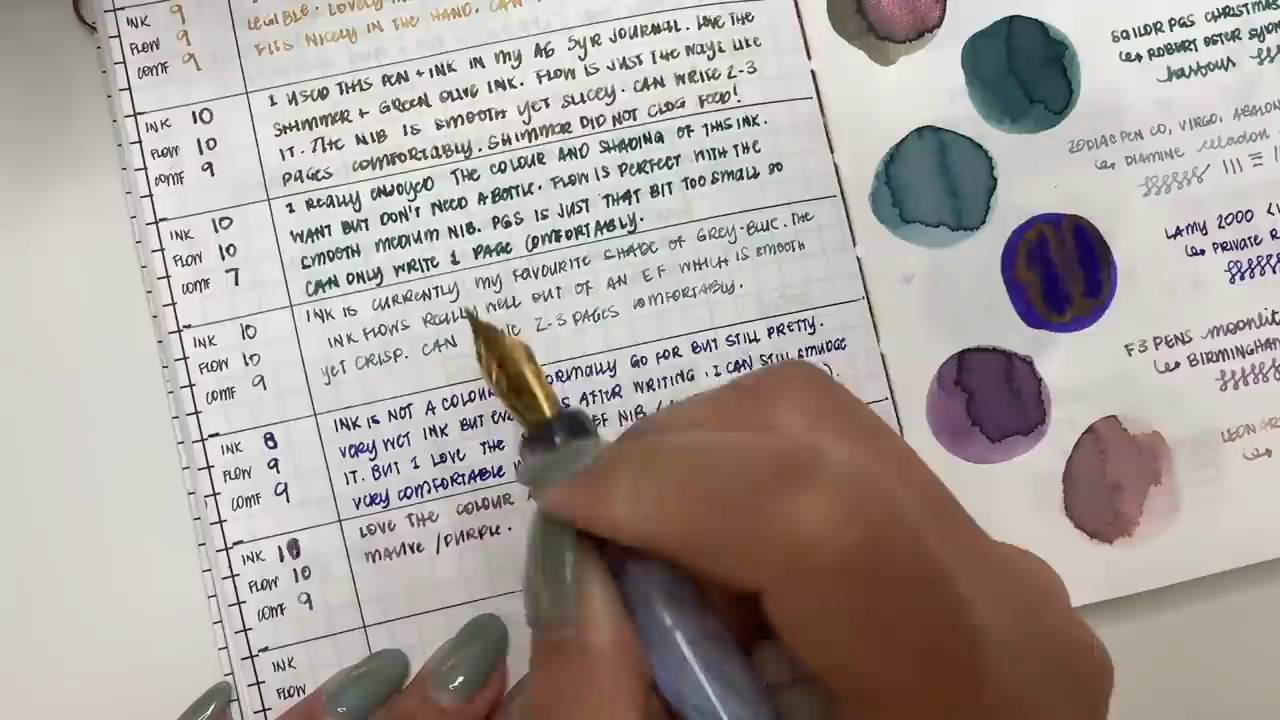 INK 9
FLOW 9
COMF 9
LEGIBLE. LOVELY
FITS NICELY IN THE HAND. CAN
INK 10
FLOW 10
COMF 9
I USED THIS PEN + INK IN MY A6 5YR JOURNAL. LOVE THE
SHIMMER + GREEN OLIVE INK. FLOW IS JUST THE WAYS LIKE
IT. THE NIB IS SMOOTH YET SLICEY. CAN WRITE 2-3
PAGES COMFORTABLY. SHIMMER DID NOT CLOG FEED!
INK 10
FLOW 10
COMF 7
I REALLY ENJOYED THE COLOUR AND SHADING OF THIS INK.
WANT BUT DON'T NEED A BOTTLE. FLOW IS PERFECT WITH THE
SMOOTH MEDIUM NIB. PGS IS JUST THAT BIT TOO SMALL SO
CAN ONLY WRITE 1 PAGE COMFORTABLY.
INK 10
FLOW 10
COMF 9
INK IS CURRENTLY MY FAVOURITE SHADE OF GREY-BLUE. THE
INK FLOWS REALLY WELL OUT OF AN EF WHICH IS SMOOTH
YET CRISP. CAN 2-3 PAGES COMFORTABLY.
INK 8
FLOW 9
COMF 9
INK IS NOT A COLOUR NORMALLY GO FOR BUT STILL PRETTY.
VERY WET INK BUT AFTER WRITING, I CAN STILL SMUDGE
IT. BUT I LOVE THE EF NIB
VERY COMFORTABLE
INK 10
FLOW 10
COMF 9
LOVE THE COLOUR
MAUVE / PURPLE.
INK
FLOW
SAILOR PGS CHRISTMAS
↳ ROBERT OSTER SYDN
harbour
ZODIAC PEN CO, VIRGO, ABALON
↳ DIAMINE celadon
LAMY 2000
↳ PRIVATE R
F3 PENS moonlit
↳ BIRMINGHAM
LEONAR